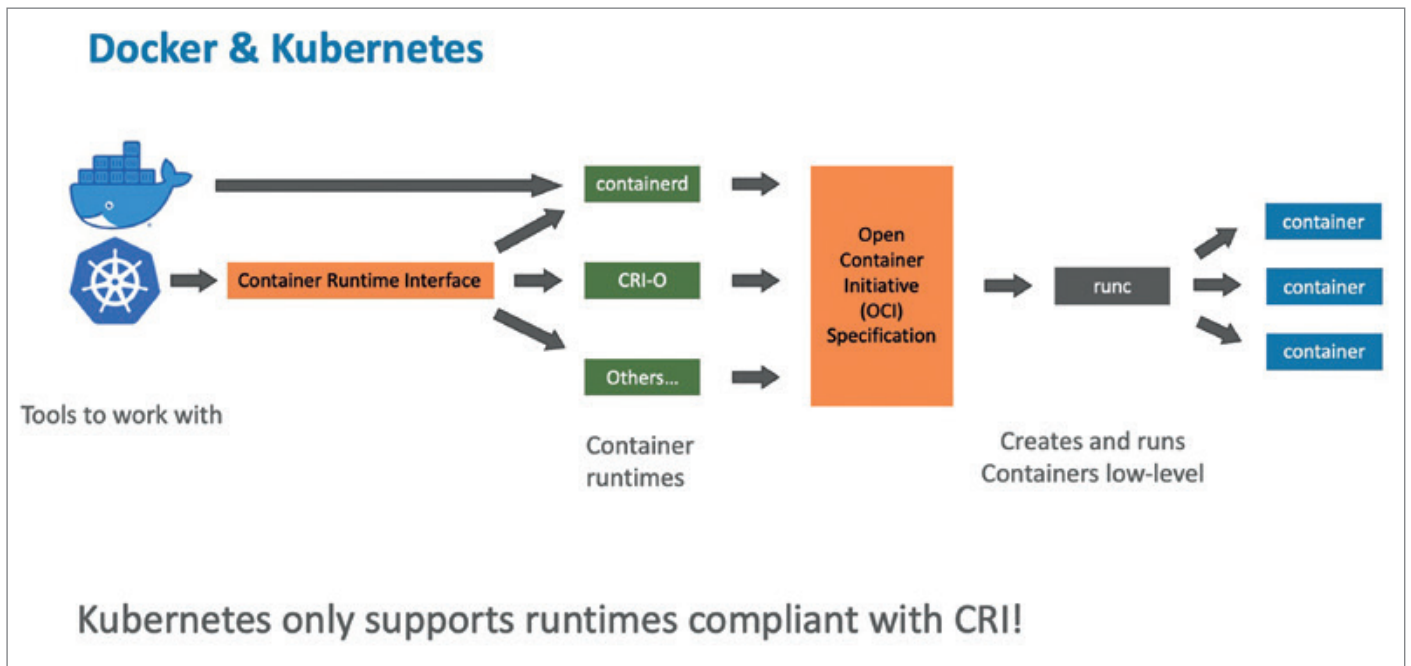 Docker & Kubernetes
containerd
Container Runtime Interface
CRI-O
Others...
Open
Container
Initiative
(OCI)
Specification
runc
container
container
container
Tools to work with
Container
runtimes
Creates and runs
Containers low-level
Kubernetes only supports runtimes compliant with CRI!